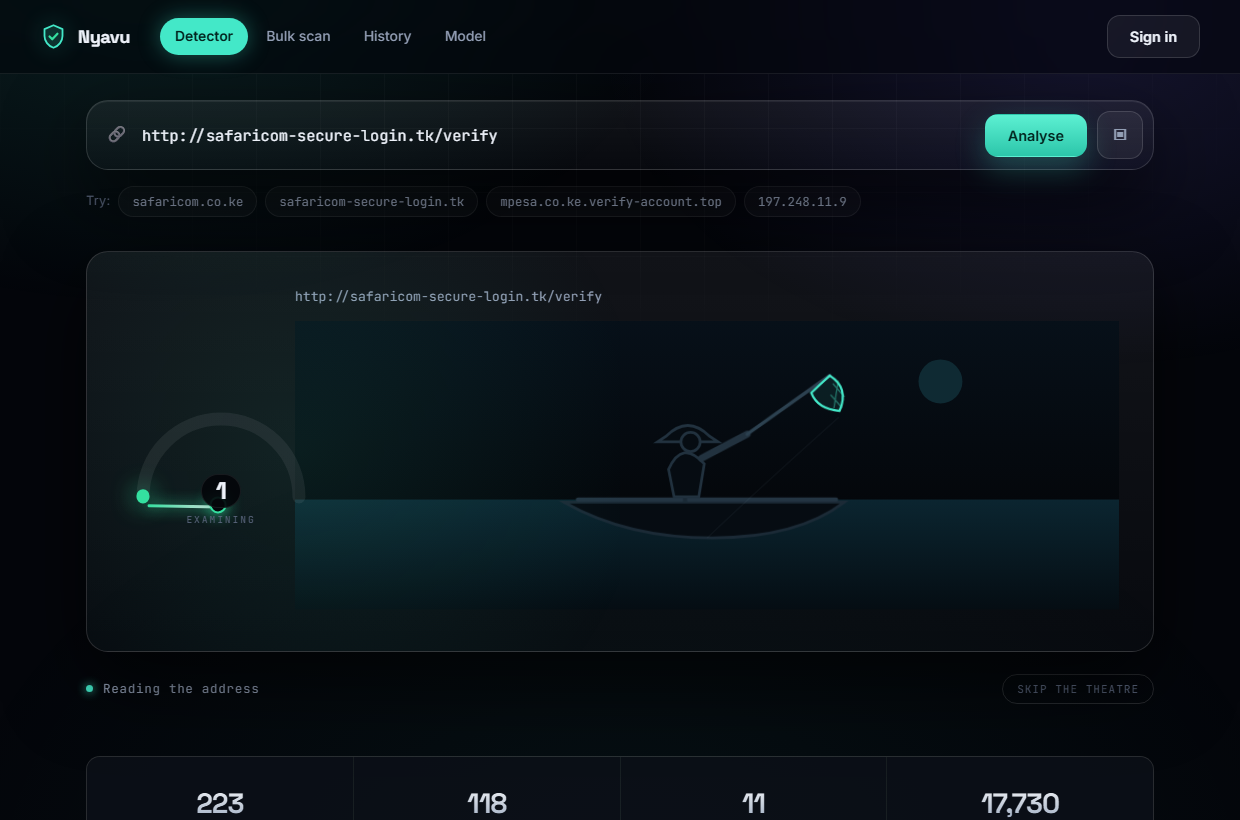 Nyavu
Detector
Bulk scan
History
Model
Sign in
http://safaricom-secure-login.tk/verify
Analyse
Try:
safaricom.co.ke
safaricom-secure-login.tk
mpesa.co.ke.verify-account.top
197.248.11.9
http://safaricom-secure-login.tk/verify
1
EXAMINING
Reading the address
SKIP THE THEATRE
223
118
11
17,730